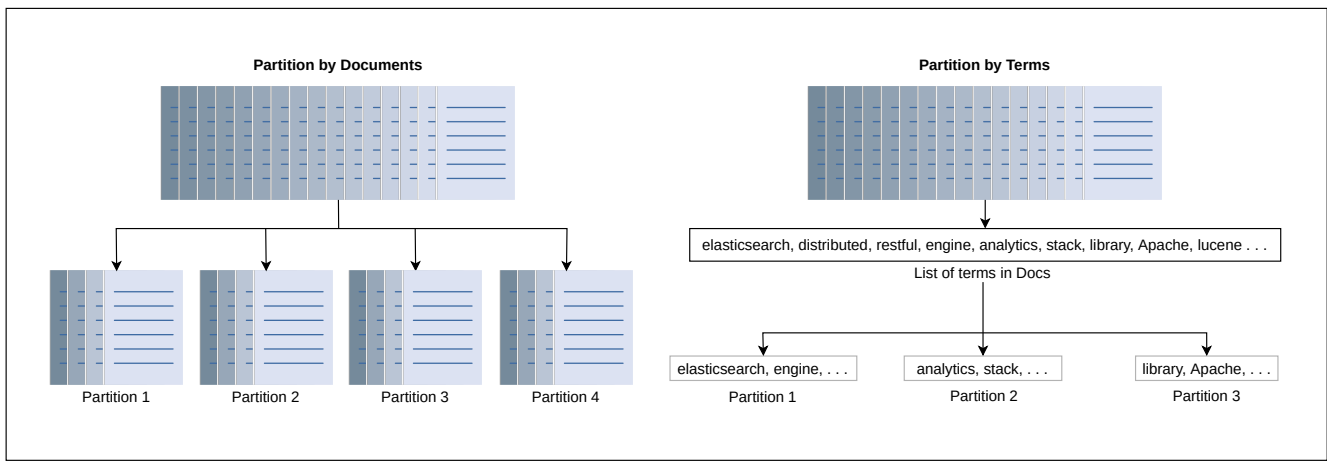 Partition by Documents
Partition 1
Partition 2
Partition 3
Partition 4
Partition by Terms
elasticsearch, distributed, restful, engine, analytics, stack, library, Apache, lucene . . .
List of terms in Docs
elasticsearch, engine, . . .
analytics, stack, . . .
library, Apache, . . .
Partition 1
Partition 2
Partition 3